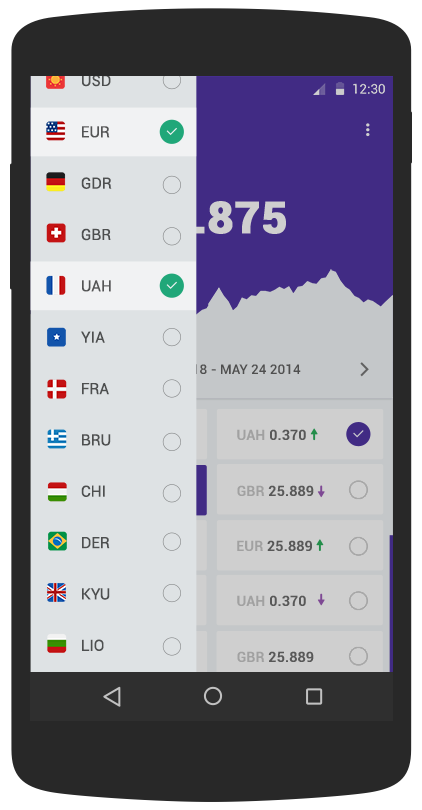 USD
12:30
EUR
GDR
.875
GBR
UAH
YIA
18 - MAY 24 2014
FRA
UAH 0.370
BRU
GBR 25.889
CHI
EUR 25.889
DER
UAH 0.370
KYU
GBR 25.889
LIO